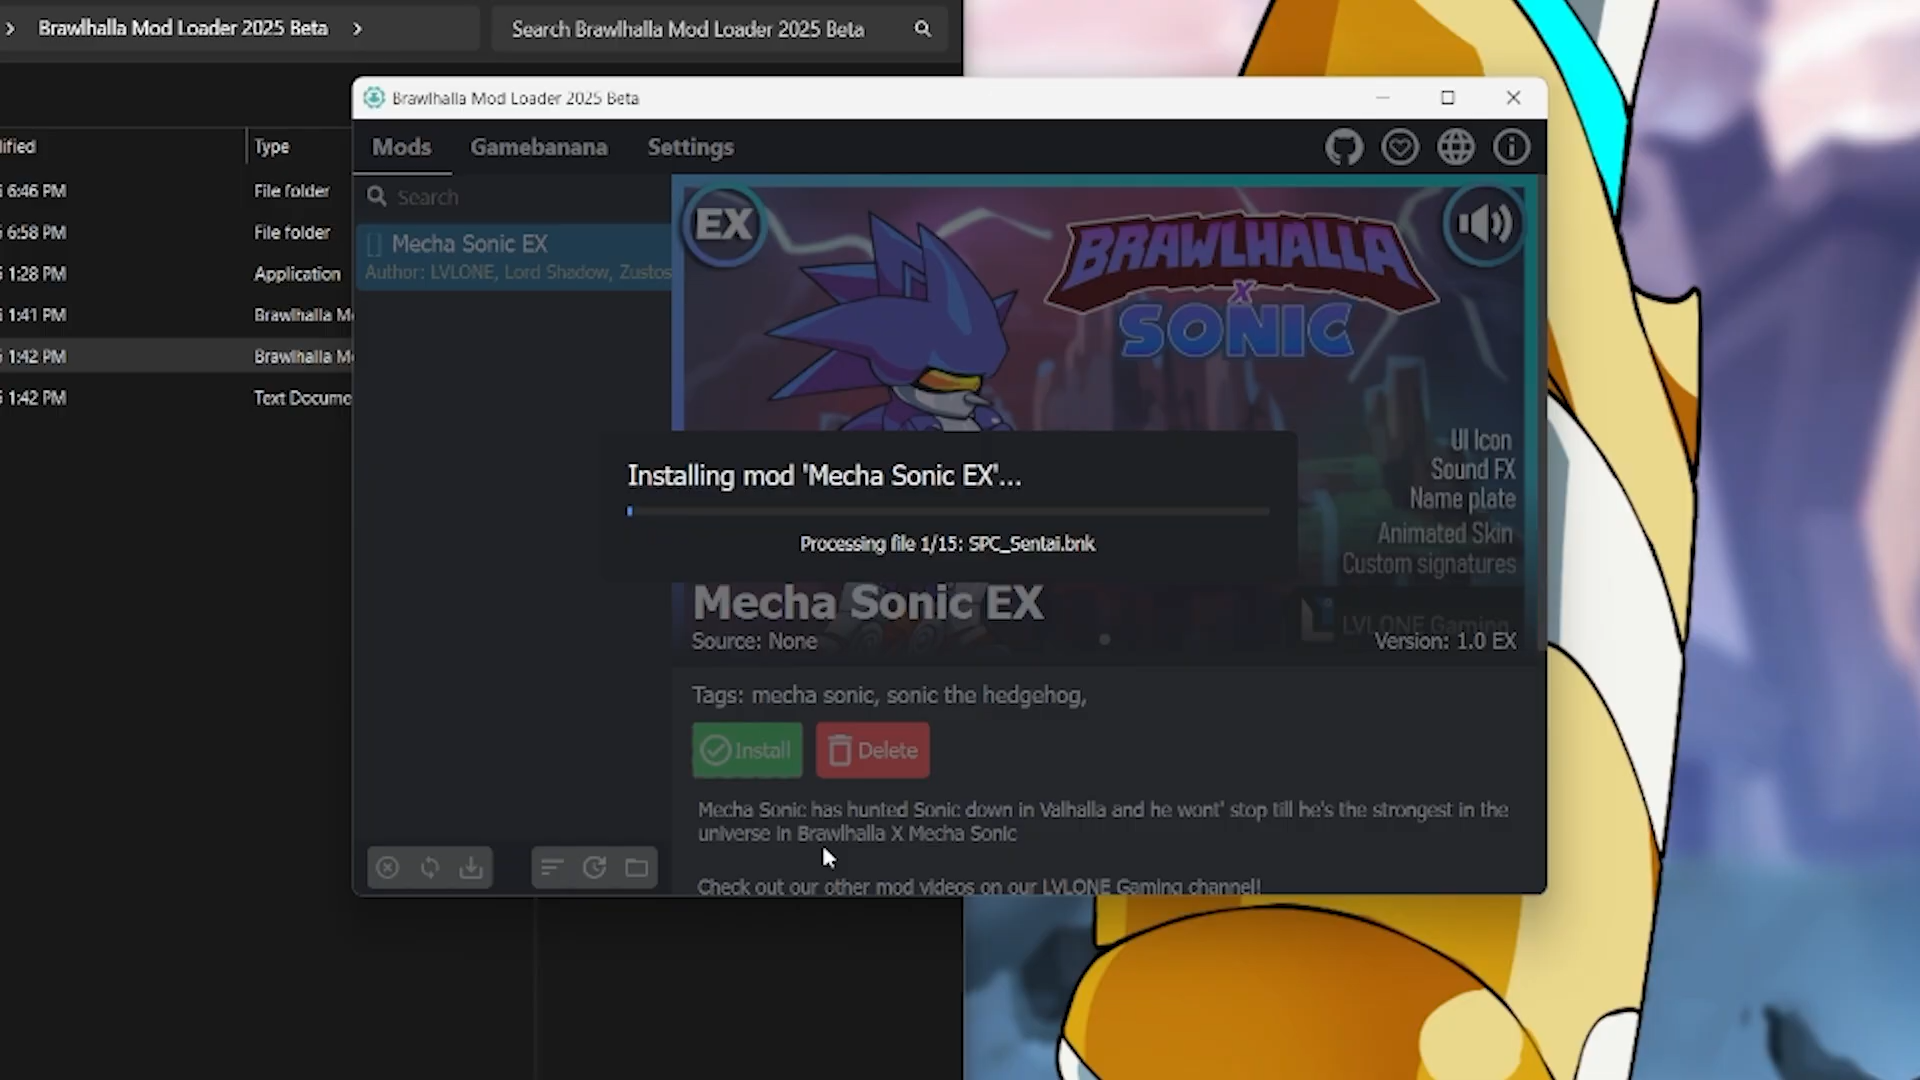 Brawlhalla Mod Loader 2025 Beta
Search Brawlhalla Mod Loader 2025 Beta
Type
6:46 PM
File folder
6:58 PM
File folder
1:28 PM
Application
1:41 PM
Brawlhalla M
1:42 PM
Brawlhalla M
1:42 PM
Text Docume
Brawlhalla Mod Loader 2025 Beta
Mods
Gamebanana
Settings
Search
Mecha Sonic EX
Author: LVLONE, Lord Shadow, Zustos
EX
BRAWLHALLA
X
SONIC
UI Icon
Sound FX
Name plate
Animated Skin
Custom signatures
Installing mod 'Mecha Sonic EX'...
Processing file 1/15: SPC_Sentai.bnk
Mecha Sonic EX
LVLONE Gaming
Source: None
Version: 1.0 EX
Tags: mecha sonic, sonic the hedgehog,
Install
Delete
Mecha Sonic has hunted Sonic down in Valhalla and he wont' stop till he's the strongest in the
universe in Brawlhalla X Mecha Sonic
Check out our other mod videos on our LVLONE Gaming channel!